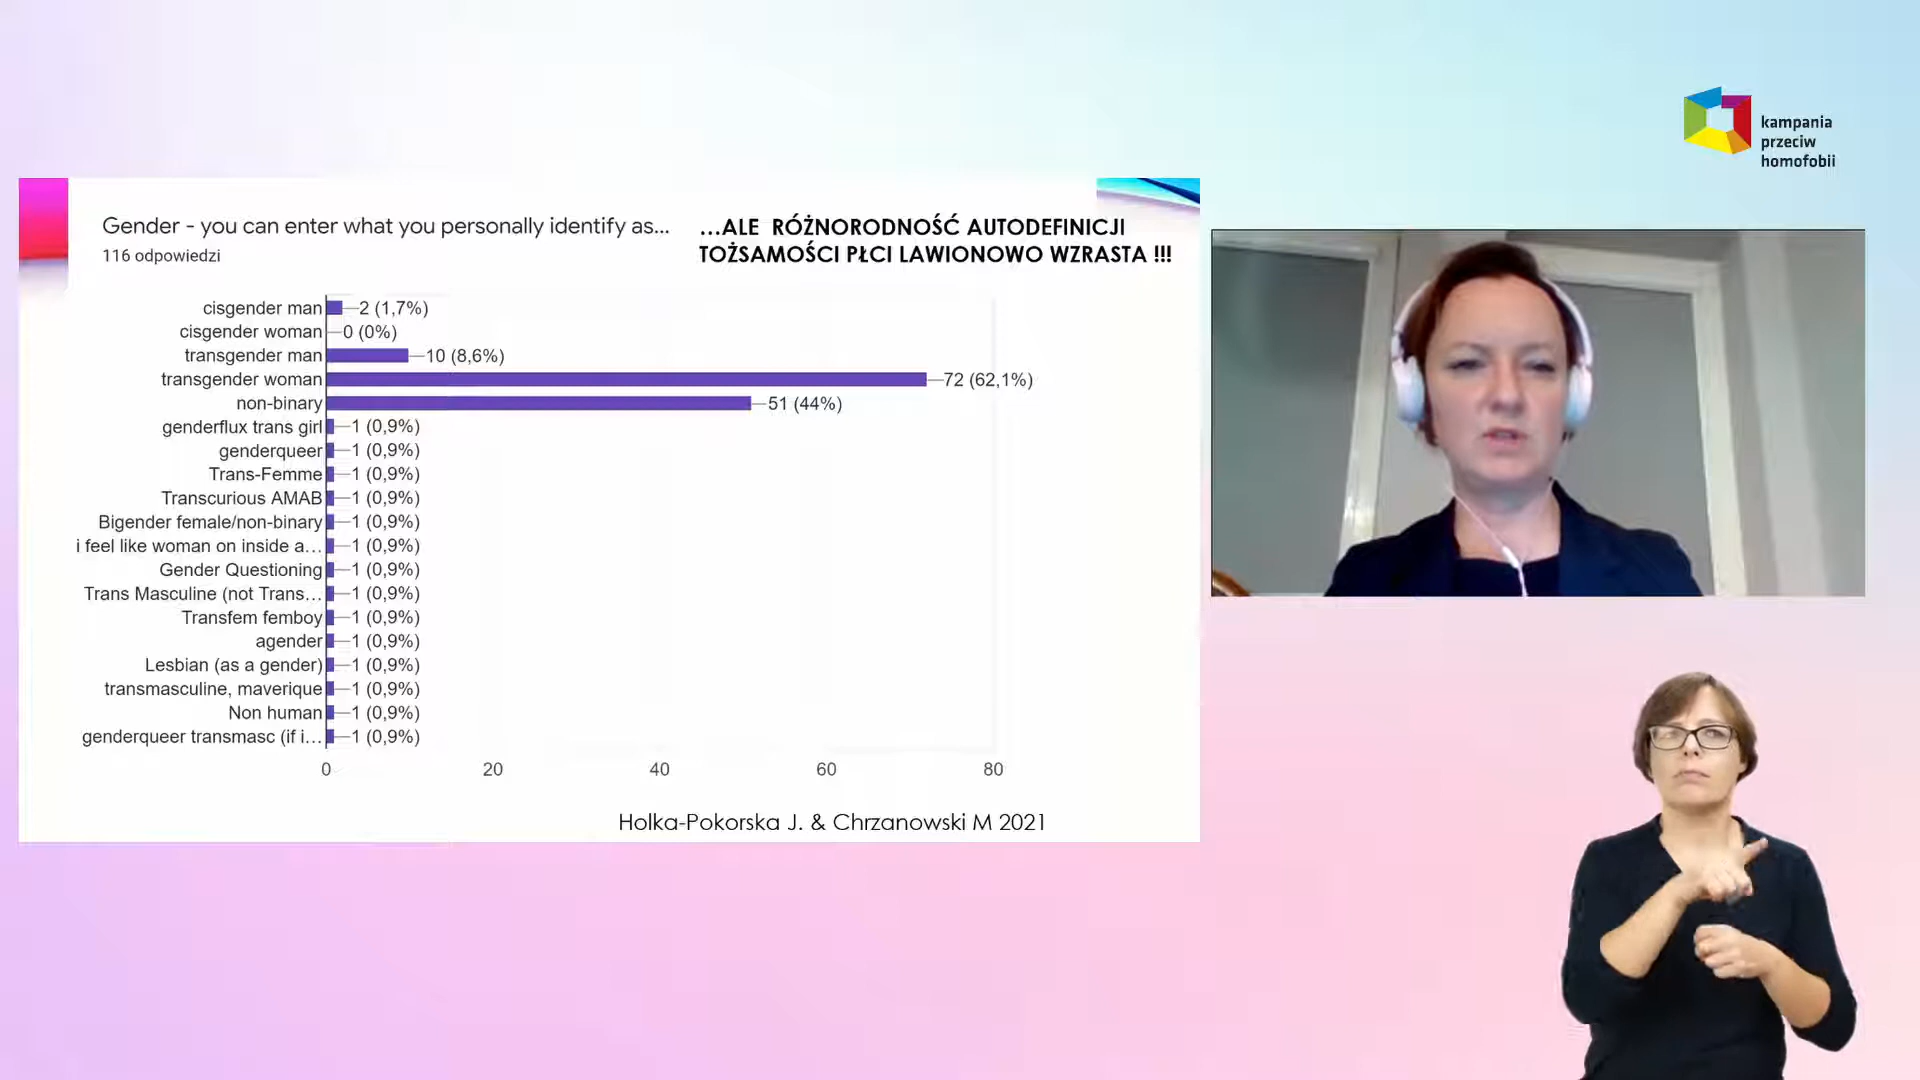 kampania
przeciw
homofobii
Gender - you can enter what you personally identify as...
116 odpowiedzi
...ALE RÓŻNORODNOŚĆ AUTODEFINICJI
TOŻSAMOŚCI PŁCI LAWIONOWO WZRASTA !!!
cisgender man 2 (1,7%)
cisgender woman 0 (0%)
transgender man 10 (8,6%)
transgender woman 72 (62,1%)
non-binary 51 (44%)
genderflux trans girl 1 (0,9%)
genderqueer 1 (0,9%)
Trans-Femme 1 (0,9%)
Transcurious AMAB 1 (0,9%)
Bigender female/non-binary 1 (0,9%)
i feel like woman on inside a... 1 (0,9%)
Gender Questioning 1 (0,9%)
Trans Masculine (not Trans... 1 (0,9%)
Transfem femboy 1 (0,9%)
agender 1 (0,9%)
Lesbian (as a gender) 1 (0,9%)
transmasculine, maverique 1 (0,9%)
Non human 1 (0,9%)
genderqueer transmasc (if i... 1 (0,9%)
0 20 40 60 80
Holka-Pokorska J. & Chrzanowski M 2021